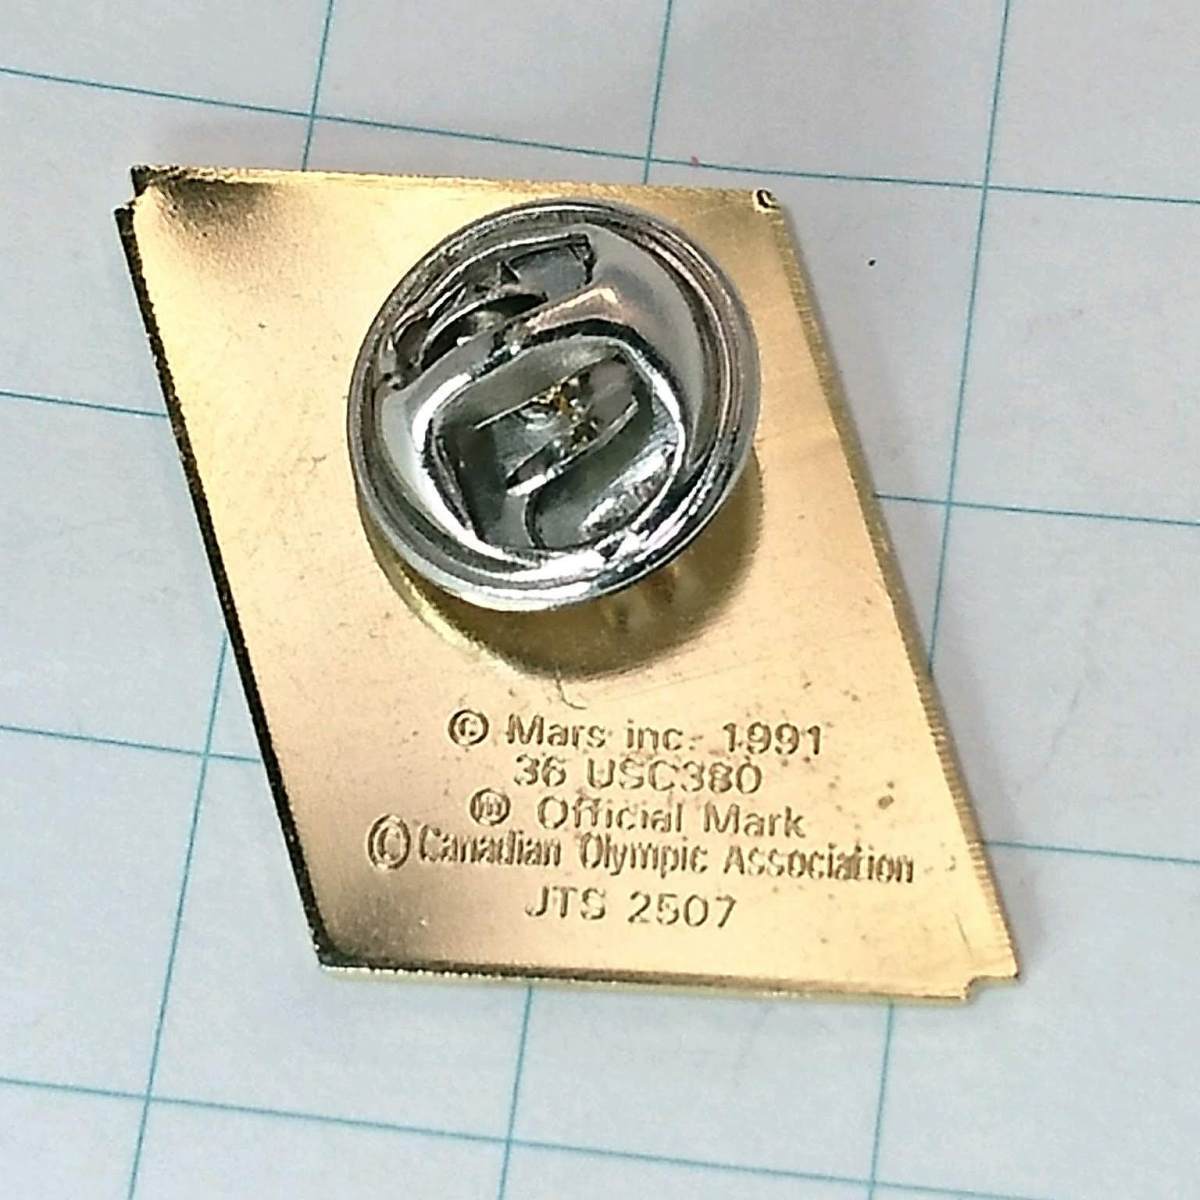 © Mars inc. 1991
36 USC380
Official Mark
© Canadian Olympic Association
JTS 2507